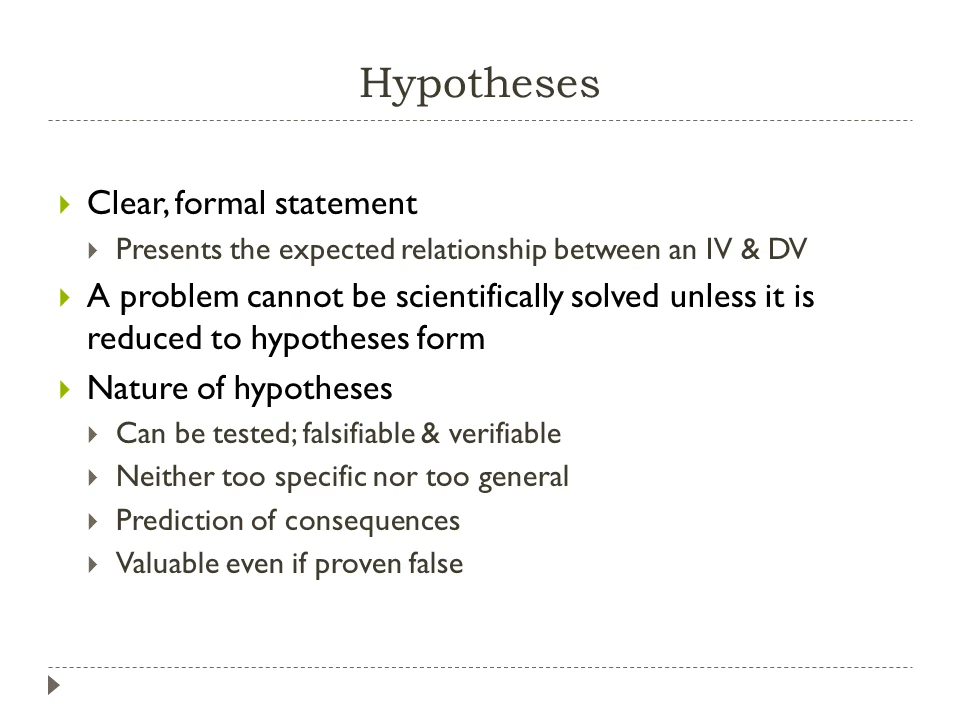 Hypotheses
Clear, formal statement
Presents the expected relationship between an IV & DV
A problem cannot be scientifically solved unless it is
reduced to hypotheses form
Nature of hypotheses
Can be tested; falsifiable & verifiable
Neither too specific nor too general
Prediction of consequences
Valuable even if proven false